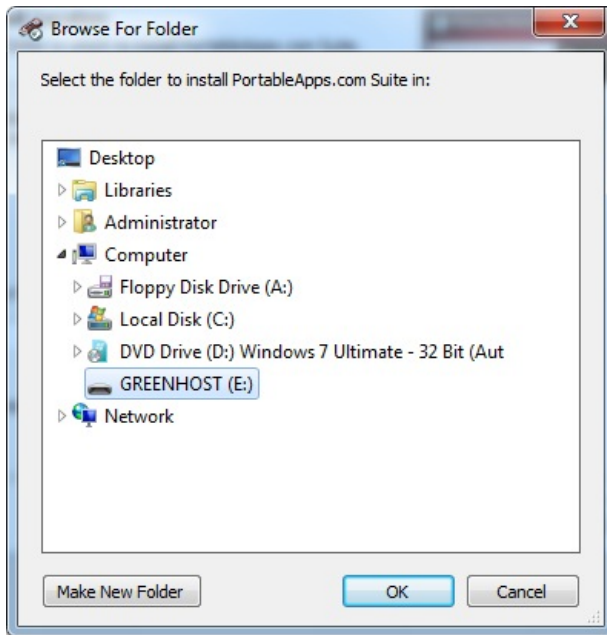 Browse For Folder
Select the folder to install PortableApps.com Suite in:
Desktop
Libraries
Administrator
Computer
Floppy Disk Drive (A:)
Local Disk (C:)
DVD Drive (D:) Windows 7 Ultimate - 32 Bit (Aut
GREENHOST (E:)
Network
Make New Folder
OK
Cancel